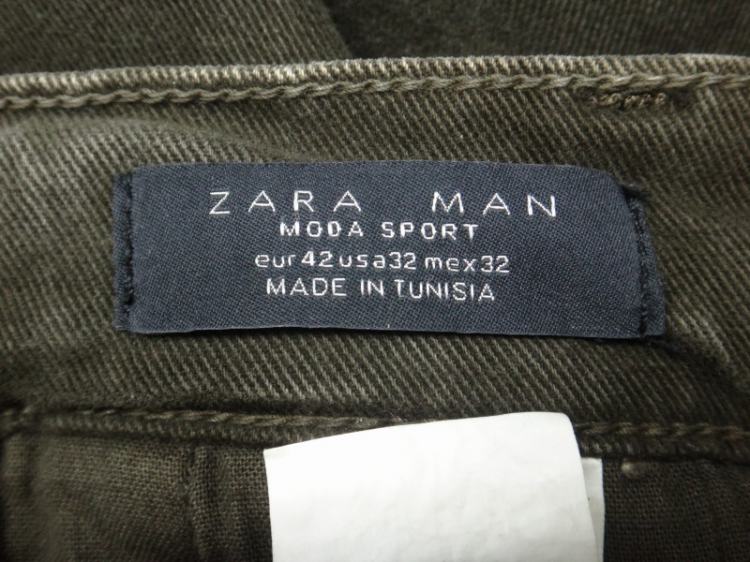 ZARA MAN
MODA SPORT
eur 42 usa 32 mex 32
MADE IN TUNISIA